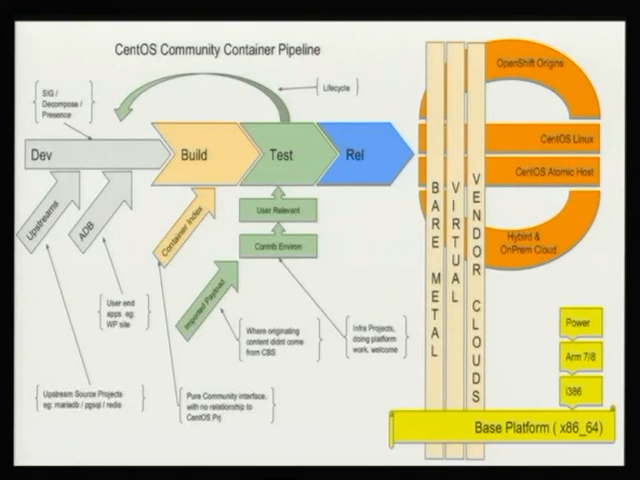 CentOS Community Container Pipeline
SIG /
Decompose /
Presence
Lifecycle
Dev
Build
Test
Rel
Upstreams
ADB
Container Index
User Relevant
Contrib Environ
Imported Payload
User end
apps. eg:
WP site
Where originating
content didnt come
from CBS
Infra Projects,
doing platform
work, welcome
Upstream Source Projects
eg: mariadb / pgsql / redis
Pure Community interface,
with no relationship to
CentOS Prj
BARE METAL
VIRTUAL
VENDOR CLOUDS
OpenShift Origins
CentOS Linux
CentOS Atomic Host
Hybird &
OnPrem Cloud
Power
Arm 7/8
i386
Base Platform ( x86_64)